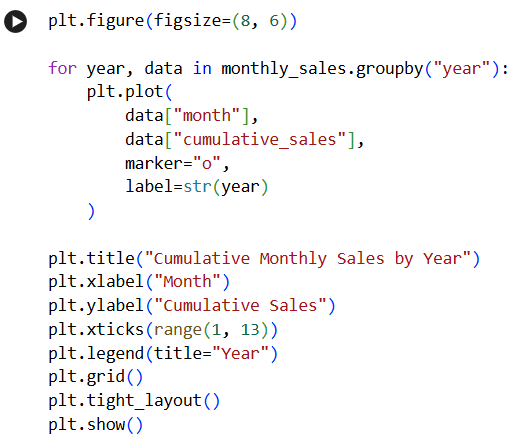 plt.figure(figsize=(8, 6))
for year, data in monthly_sales.groupby("year"):
    plt.plot(
        data["month"],
        data["cumulative_sales"],
        marker="o",
        label=str(year)
    )
plt.title("Cumulative Monthly Sales by Year")
plt.xlabel("Month")
plt.ylabel("Cumulative Sales")
plt.xticks(range(1, 13))
plt.legend(title="Year")
plt.grid()
plt.tight_layout()
plt.show()